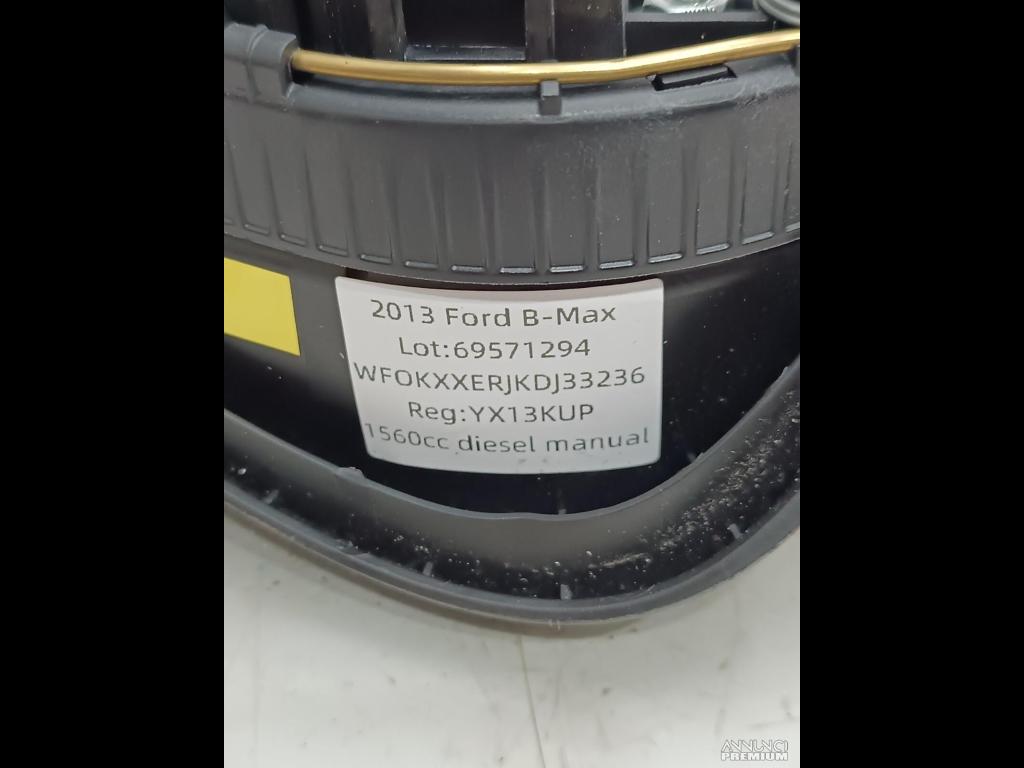 2013 Ford B-Max
Lot:69571294
WFOKXXERJKDJ33236
Reg:YX13KUP
1560cc diesel manual
ANNUNCI
PREMIUM